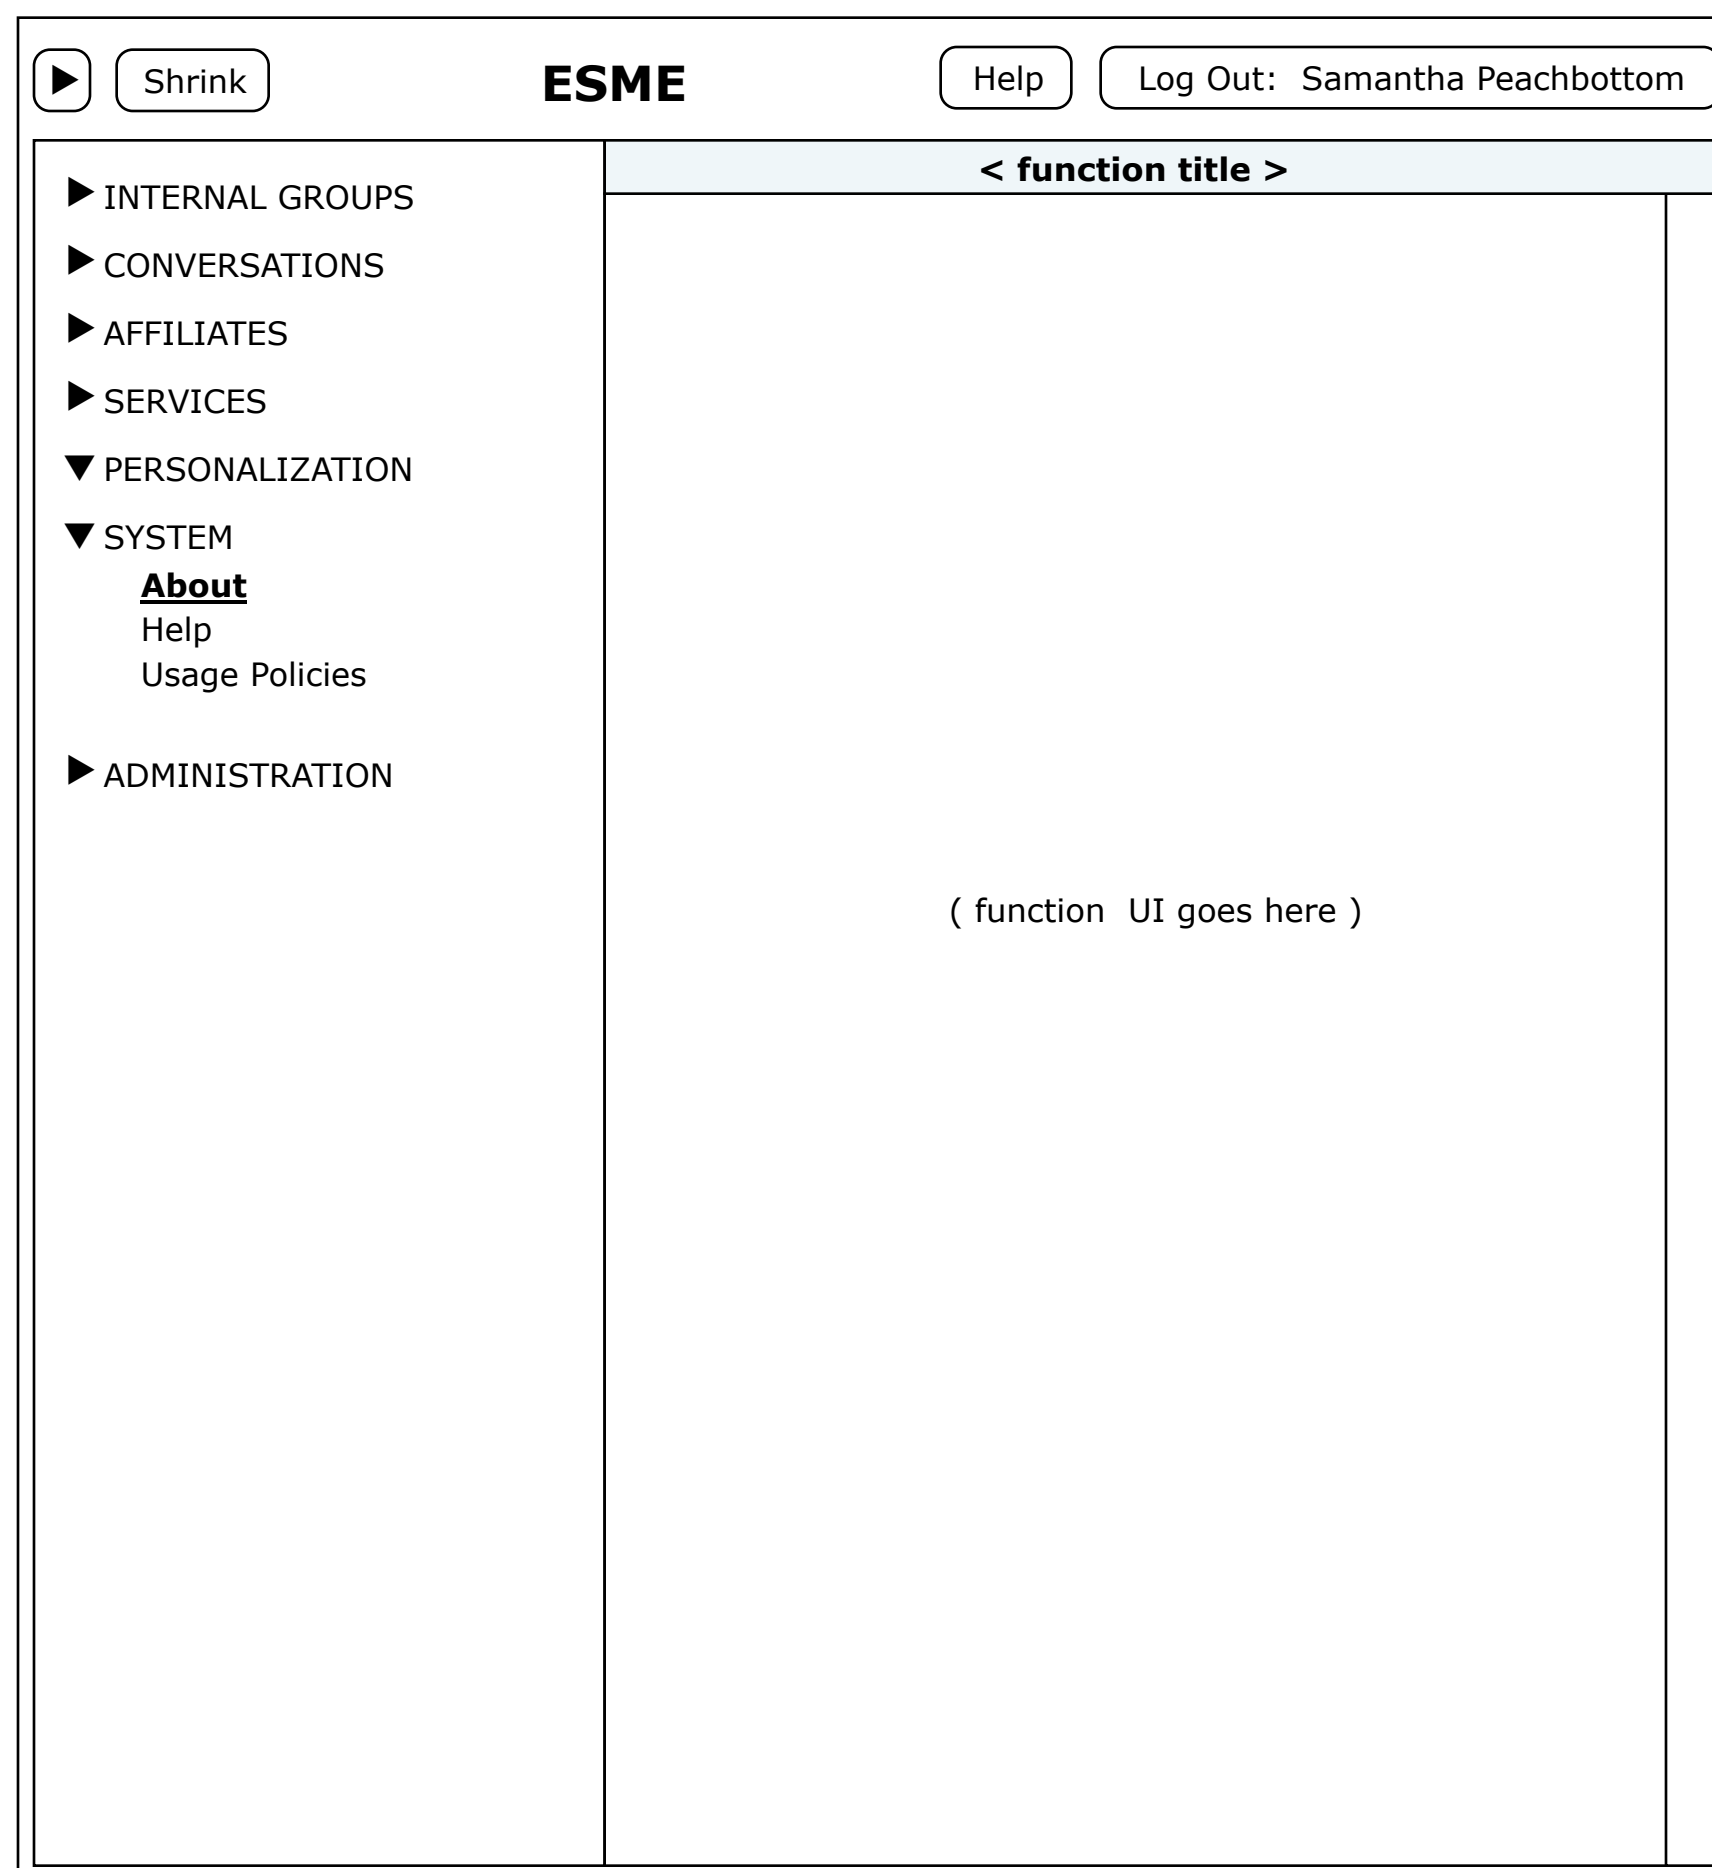 Shrink
ESME
Help
Log Out: Samantha Peachbottom
< function title >
INTERNAL GROUPS
CONVERSATIONS
AFFILIATES
SERVICES
PERSONALIZATION
SYSTEM
About
Help
Usage Policies
ADMINISTRATION
( function UI goes here )